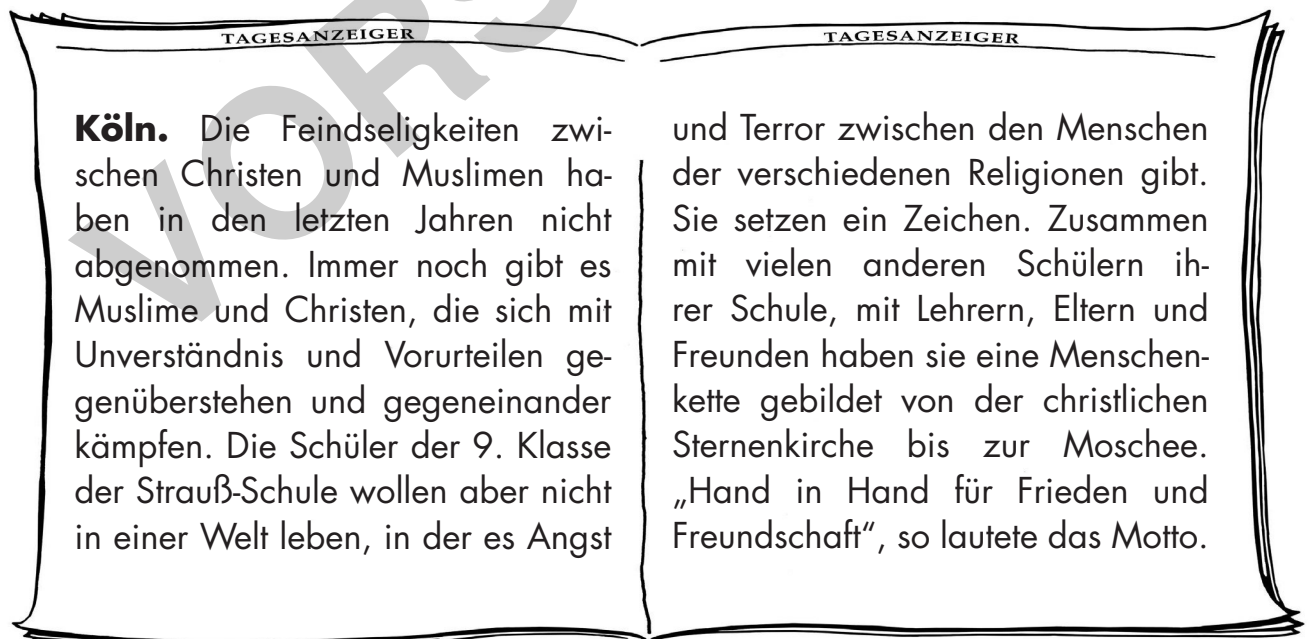 TAGESANZEIGER
Köln. Die Feindseligkeiten zwi-
schen Christen und Muslimen ha-
ben in den letzten Jahren nicht
abgenommen. Immer noch gibt es
Muslime und Christen, die sich mit
Unverständnis und Vorurteilen ge-
genüberstehen und gegeneinander
kämpfen. Die Schüler der 9. Klasse
der Strauß-Schule wollen aber nicht
in einer Welt leben, in der es Angst
TAGESANZEIGER
und Terror zwischen den Menschen
der verschiedenen Religionen gibt.
Sie setzen ein Zeichen. Zusammen
mit vielen anderen Schülern ih-
rer Schule, mit Lehrern, Eltern und
Freunden haben sie eine Menschen-
kette gebildet von der christlichen
Sternenkirche bis zur Moschee.
„Hand in Hand für Frieden und
Freundschaft“, so lautete das Motto.
VORS